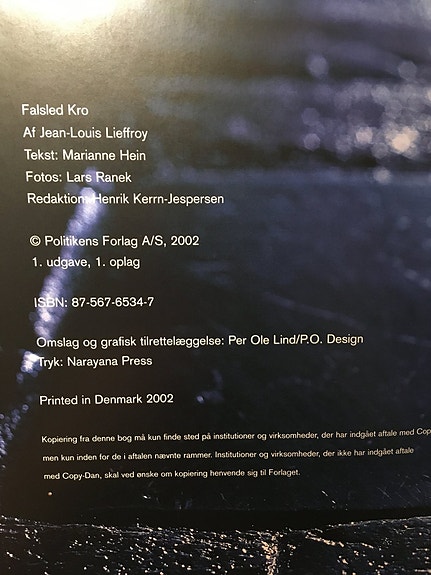 Falsled Kro
Af Jean-Louis Lieffroy
Tekst: Marianne Hein
Fotos: Lars Ranek
Redaktion: Henrik Kerrn-Jespersen
© Politikens Forlag A/S, 2002
1. udgave, 1. oplag
ISBN: 87-567-6534-7
Omslag og grafisk tilrettelæggelse: Per Ole Lind/P.O. Design
Tryk: Narayana Press
Printed in Denmark 2002
Kopiering fra denne bog må kun finde sted på institutioner og virksomheder, der har indgået aftale med Copy
men kun inden for de i aftalen nævnte rammer. Institutioner og virksomheder, der ikke har indgået aftale
med Copy-Dan, skal ved ønske om kopiering henvende sig til Forlaget.